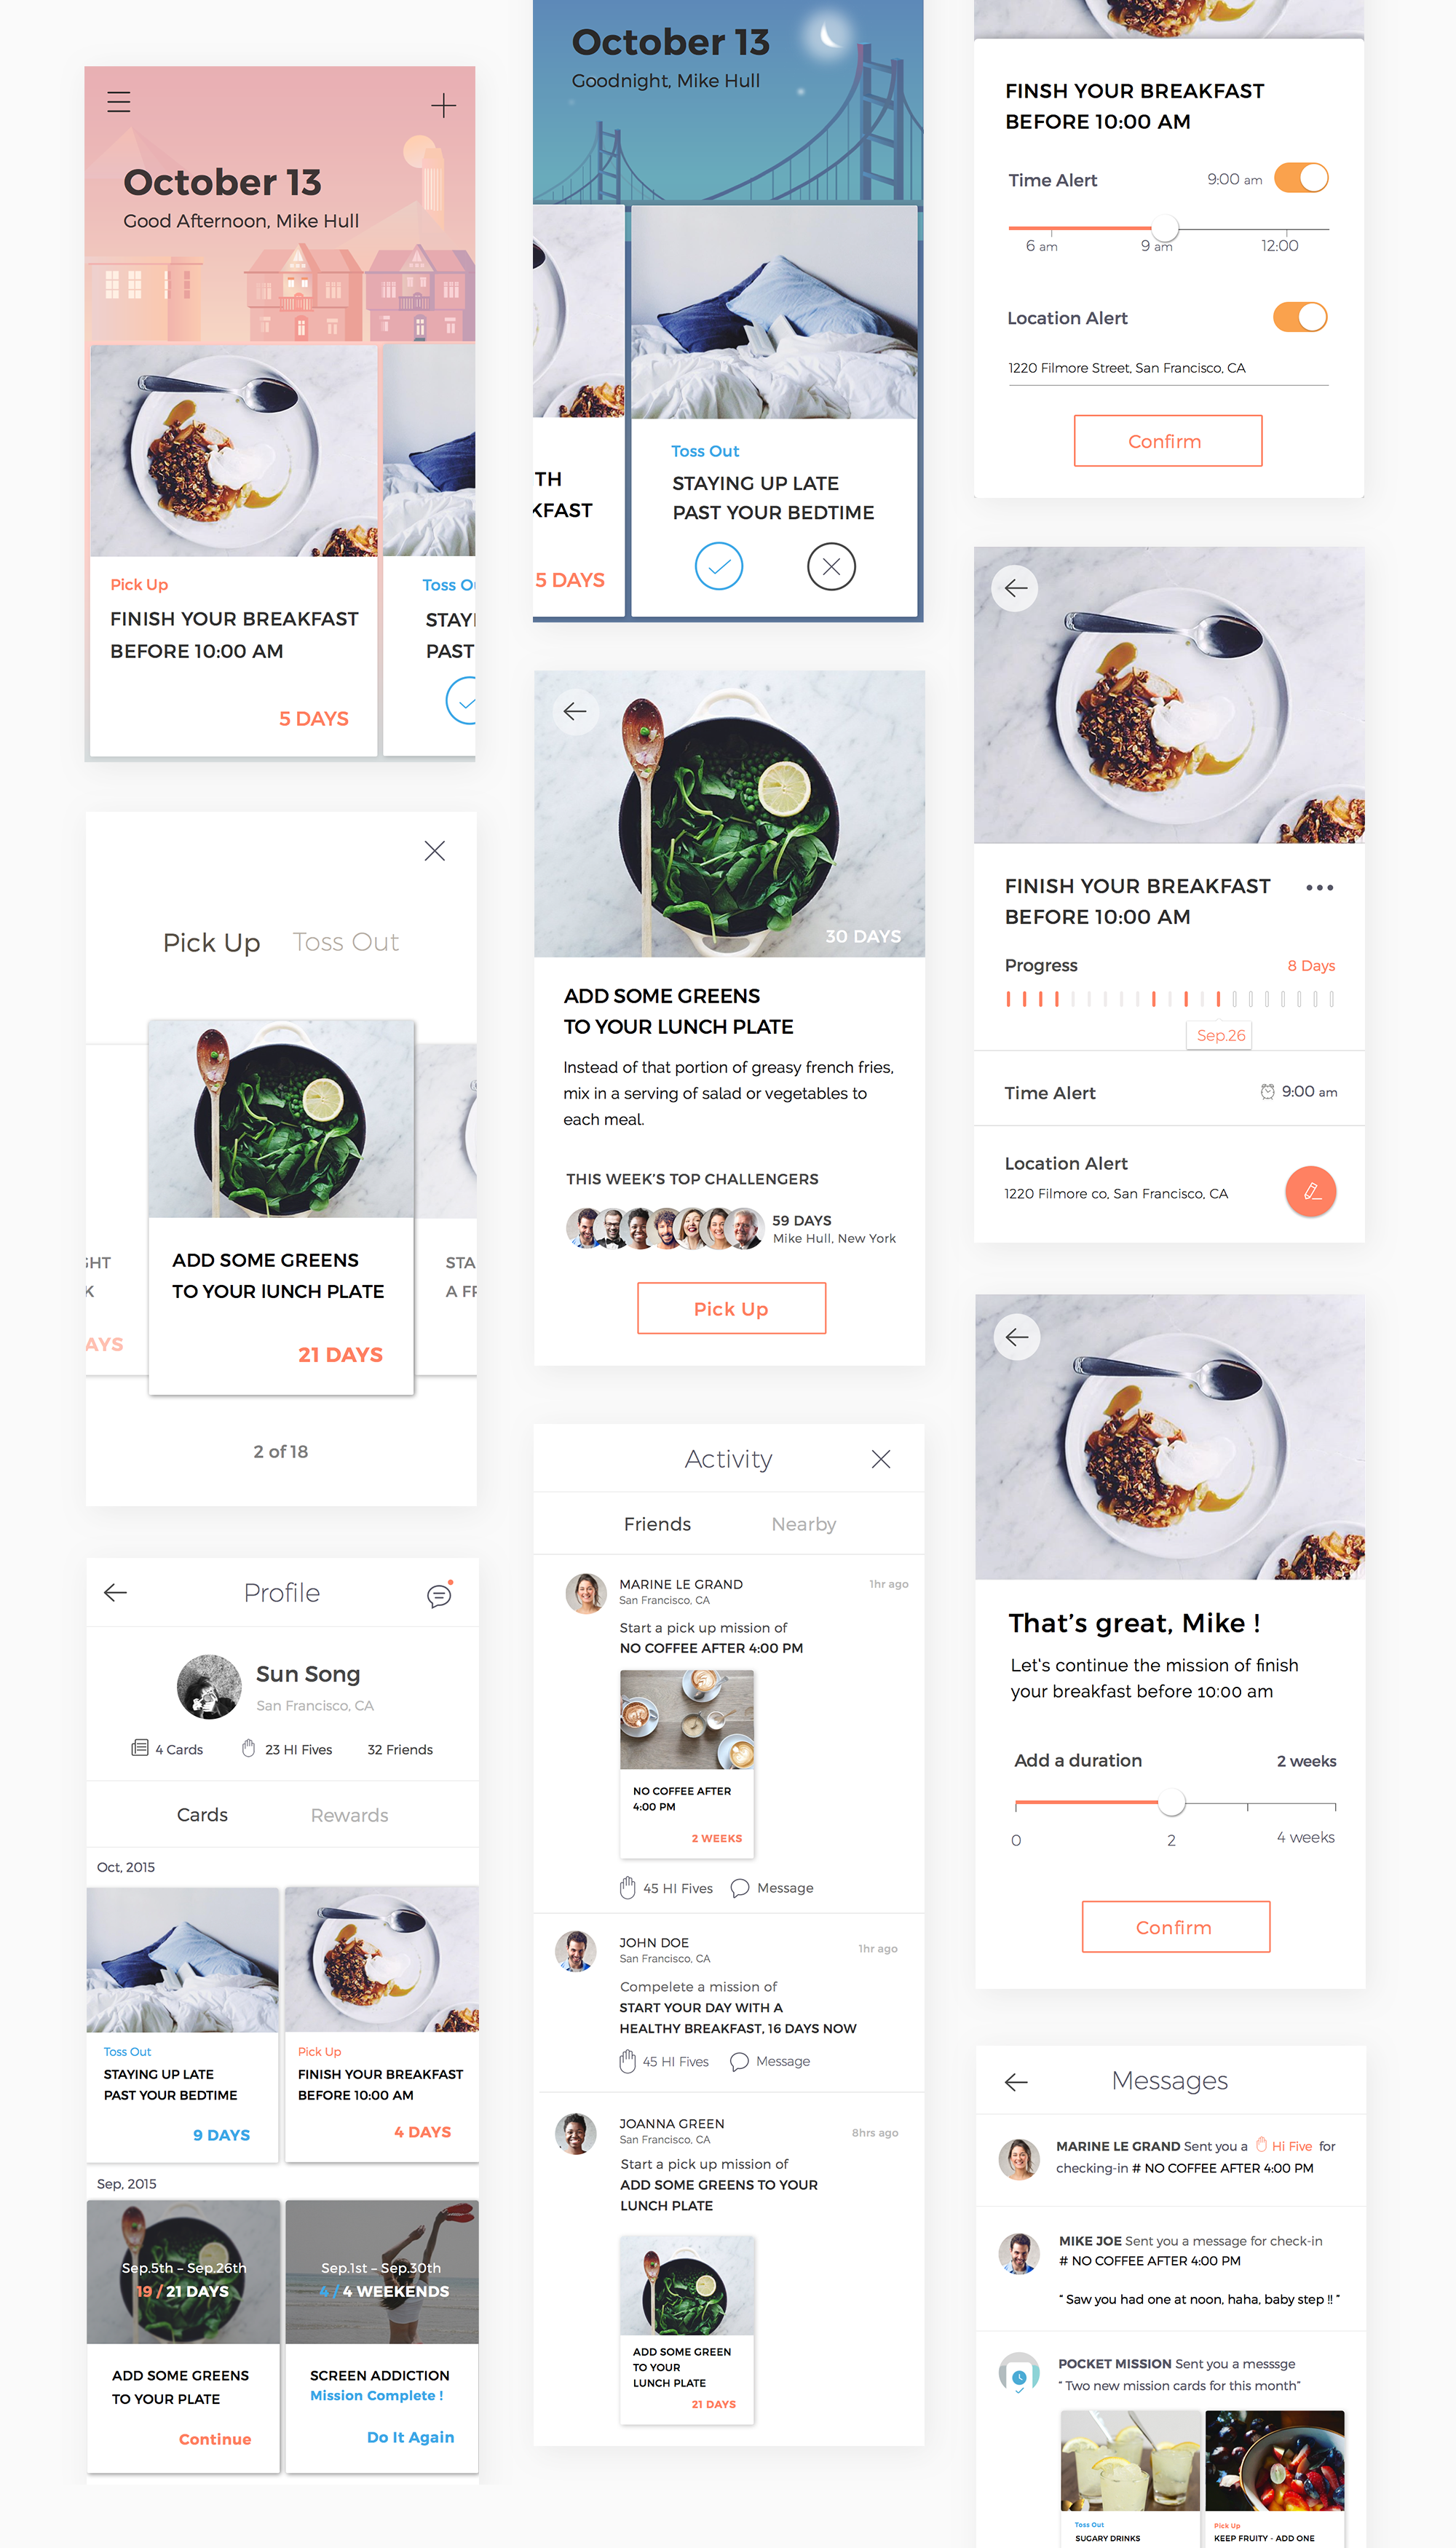 October 13
Good Afternoon, Mike Hull
Pick Up
FINISH YOUR BREAKFAST
BEFORE 10:00 AM
5 DAYS
Toss
STAY
PAST
Pick Up Toss Out
ADD SOME GREENS
TO YOUR lUNCH PLATE
21 DAYS
GHT
K
AYS
STA
A FR
2 of 18
Profile
Sun Song
San Francisco, CA
4 Cards 23 HI Fives 32 Friends
Cards Rewards
Oct, 2015
Toss Out
STAYING UP LATE
PAST YOUR BEDTIME
9 DAYS
Pick Up
FINISH YOUR BREAKFAST
BEFORE 10:00 AM
4 DAYS
Sep, 2015
Sep.5th – Sep.26th
19 / 21 DAYS
ADD SOME GREENS
TO YOUR PLATE
Continue
Sep.1st – Sep.30th
4 / 4 WEEKENDS
SCREEN ADDICTION
Mission Complete !
Do It Again
October 13
Goodnight, Mike Hull
TH
KFAST
5 DAYS
Toss Out
STAYING UP LATE
PAST YOUR BEDTIME
30 DAYS
ADD SOME GREENS
TO YOUR LUNCH PLATE
Instead of that portion of greasy french fries,
mix in a serving of salad or vegetables to
each meal.
THIS WEEK'S TOP CHALLENGERS
59 DAYS
Mike Hull, New York
Pick Up
Activity
Friends Nearby
MARINE LE GRAND 1hr ago
San Francisco, CA
Start a pick up mission of
NO COFFEE AFTER 4:00 PM
NO COFFEE AFTER
4:00 PM
2 WEEKS
45 HI Fives Message
JOHN DOE 1hr ago
San Francisco, CA
Compelete a mission of
START YOUR DAY WITH A
HEALTHY BREAKFAST, 16 DAYS NOW
45 HI Fives Message
JOANNA GREEN 8hrs ago
San Francisco, CA
Start a pick up mission of
ADD SOME GREENS TO YOUR
LUNCH PLATE
ADD SOME GREEN
TO YOUR
LUNCH PLATE
21 DAYS
FINSH YOUR BREAKFAST
BEFORE 10:00 AM
Time Alert 9:00 am
6 am 9 am 12:00
Location Alert
1220 Filmore Street, San Francisco, CA
Confirm
FINISH YOUR BREAKFAST
BEFORE 10:00 AM
Progress 8 Days
Sep.26
Time Alert 9:00 am
Location Alert
1220 Filmore co, San Francisco, CA
That's great, Mike !
Let's continue the mission of finish
your breakfast before 10:00 am
Add a duration 2 weeks
0 2 4 weeks
Confirm
Messages
MARINE LE GRAND Sent you a Hi Five for
checking-in # NO COFFEE AFTER 4:00 PM
MIKE JOE Sent you a message for check-in
# NO COFFEE AFTER 4:00 PM
“ Saw you had one at noon, haha, baby step !! ”
POCKET MISSION Sent you a messsge
“ Two new mission cards for this month”
Toss Out
SUGARY DRINKS
Pick Up
KEEP FRUITY - ADD ONE